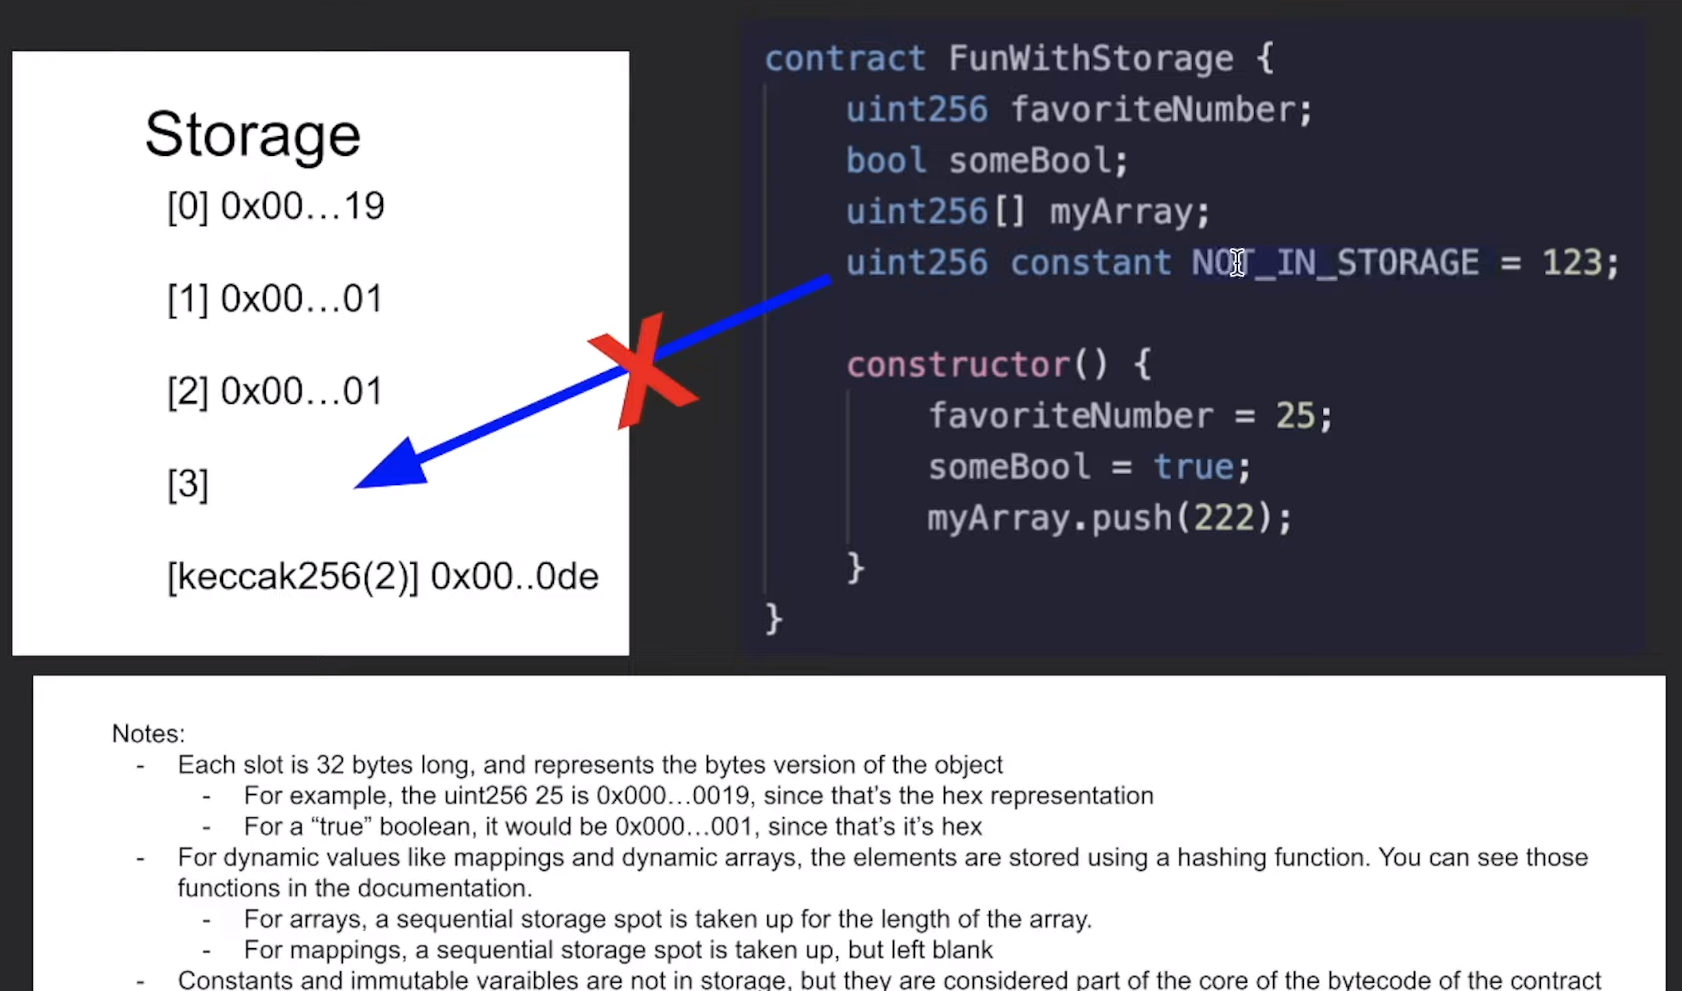 Storage
[0] 0x00...19
[1] 0x00...01
[2] 0x00...01
[3]
[keccak256(2)] 0x00..0de
contract FunWithStorage {
uint256 favoriteNumber;
bool someBool;
uint256[] myArray;
uint256 constant NOT_IN_STORAGE = 123;
constructor() {
favoriteNumber = 25;
someBool = true;
myArray.push(222);
}
}
Notes:
- Each slot is 32 bytes long, and represents the bytes version of the object
- For example, the uint256 25 is 0x000...0019, since that's the hex representation
- For a “true” boolean, it would be 0x000...001, since that's it's hex
- For dynamic values like mappings and dynamic arrays, the elements are stored using a hashing function. You can see those
functions in the documentation.
- For arrays, a sequential storage spot is taken up for the length of the array.
- For mappings, a sequential storage spot is taken up, but left blank
- Constants and immutable varaibles are not in storage, but they are considered part of the core of the bytecode of the contract